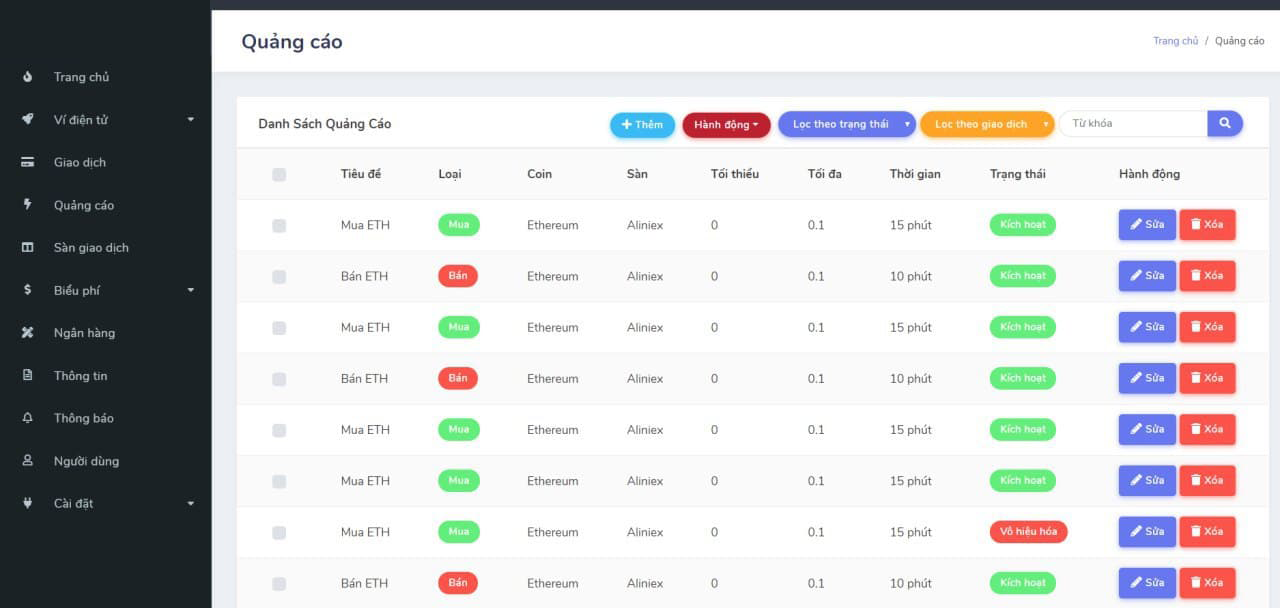 Quảng cáo
Trang chủ / Quảng cáo
Trang chủ
Ví điện tử
Giao dịch
Quảng cáo
Sàn giao dịch
Biểu phí
Ngân hàng
Thông tin
Thông báo
Người dùng
Cài đặt
Danh Sách Quảng Cáo Thêm Hành động Lọc theo trạng thái Lọc theo giao dịch Từ khóa
Tiêu đề Loại Coin Sàn Tối thiểu Tối đa Thời gian Trạng thái Hành động
Mua ETH Mua Ethereum Aliniex 0 0.1 15 phút Kích hoạt Sửa Xóa
Bán ETH Bán Ethereum Aliniex 0 0.1 10 phút Kích hoạt Sửa Xóa
Mua ETH Mua Ethereum Aliniex 0 0.1 15 phút Kích hoạt Sửa Xóa
Bán ETH Bán Ethereum Aliniex 0 0.1 10 phút Kích hoạt Sửa Xóa
Mua ETH Mua Ethereum Aliniex 0 0.1 15 phút Kích hoạt Sửa Xóa
Mua ETH Mua Ethereum Aliniex 0 0.1 15 phút Kích hoạt Sửa Xóa
Mua ETH Mua Ethereum Aliniex 0 0.1 15 phút Vô hiệu hóa Sửa Xóa
Bán ETH Bán Ethereum Aliniex 0 0.1 10 phút Kích hoạt Sửa Xóa